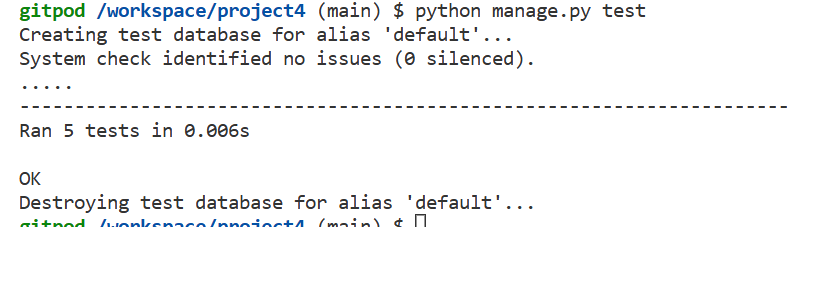 gitpod /workspace/project4 (main) $ python manage.py test
Creating test database for alias 'default'...
System check identified no issues (0 silenced).
.....
----------------------------------------------------------------------
Ran 5 tests in 0.006s
OK
Destroying test database for alias 'default'...
gitpod /workspace/project4 (main) $